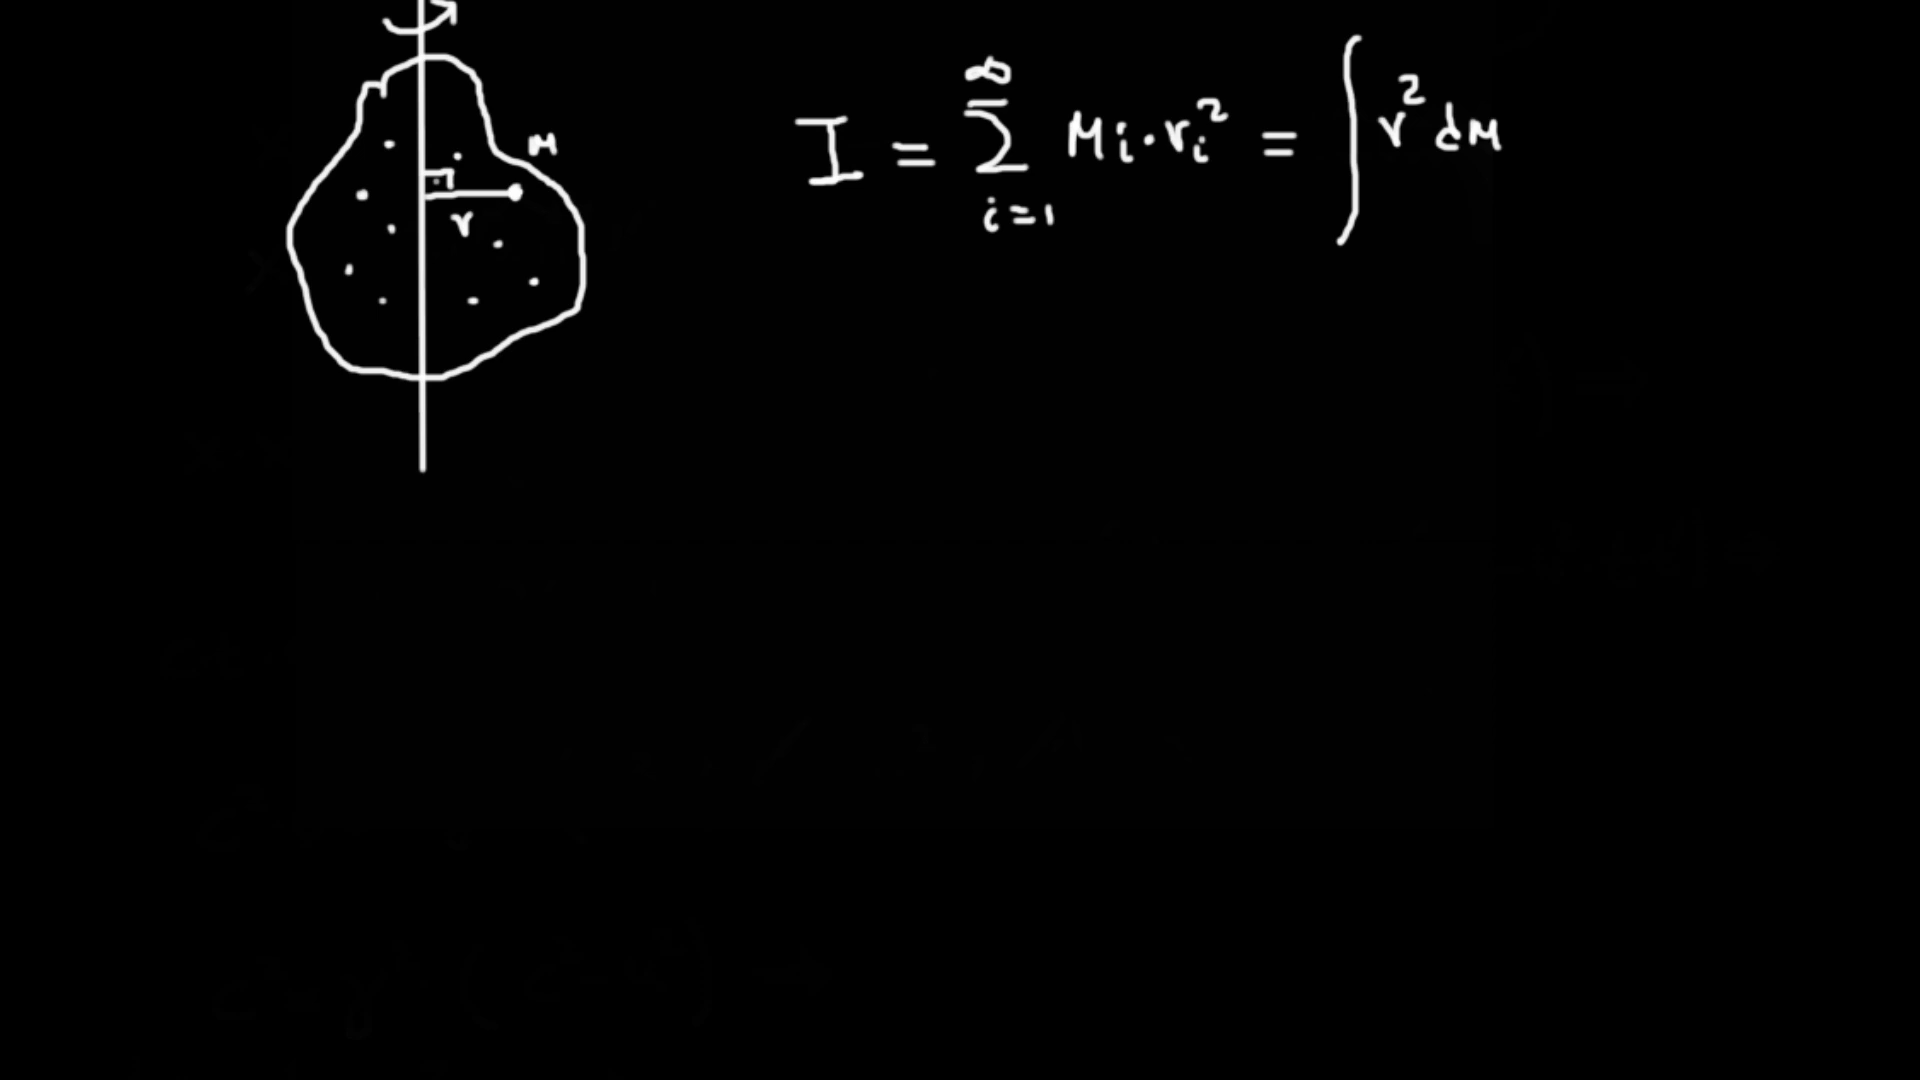 M
r
I = ∞ Σ i=1 Mi · ri² = ∫ r² dM